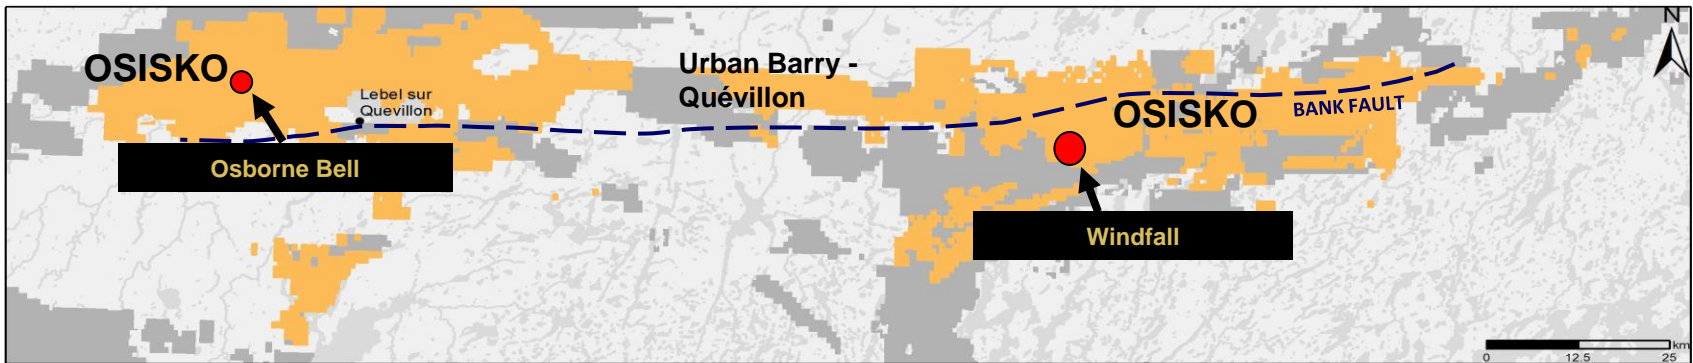 N
OSISKO
Lebel sur
Quevillon
Urban Barry -
Quévillon
OSISKO
BANK FAULT
Osborne Bell
Windfall
km
0 12.5 25